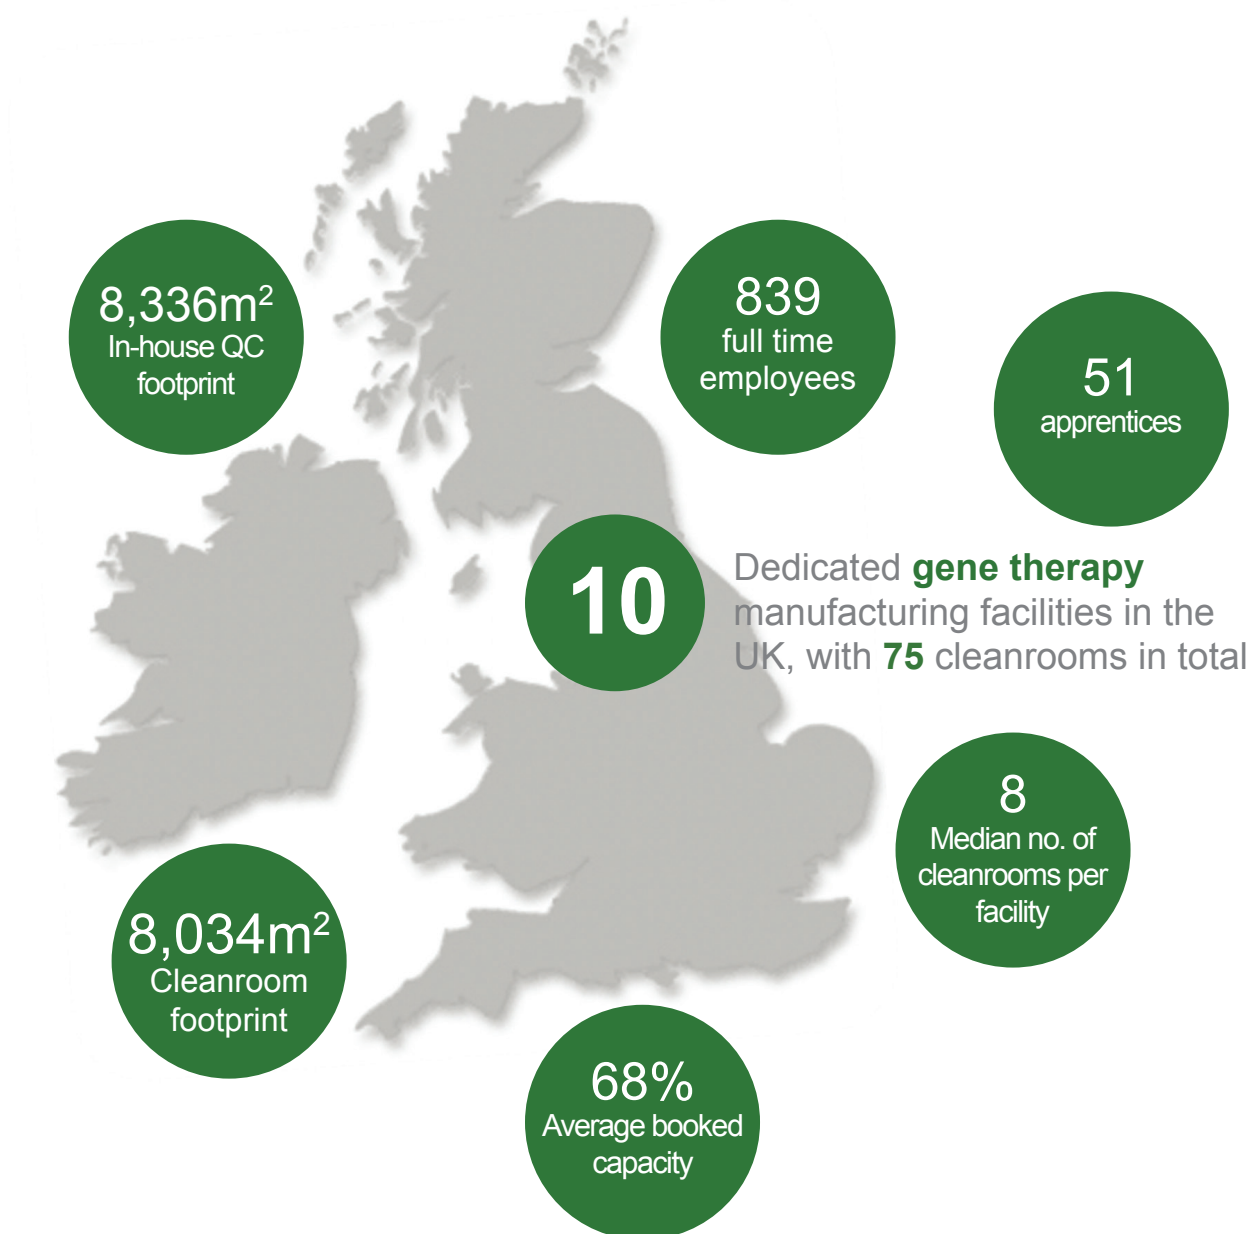 8,336m²
In-house QC
footprint
839
full time
employees
51
apprentices
10
Dedicated gene therapy
manufacturing facilities in the
UK, with 75 cleanrooms in total
8
Median no. of
cleanrooms per
facility
8,034m²
Cleanroom
footprint
68%
Average booked
capacity